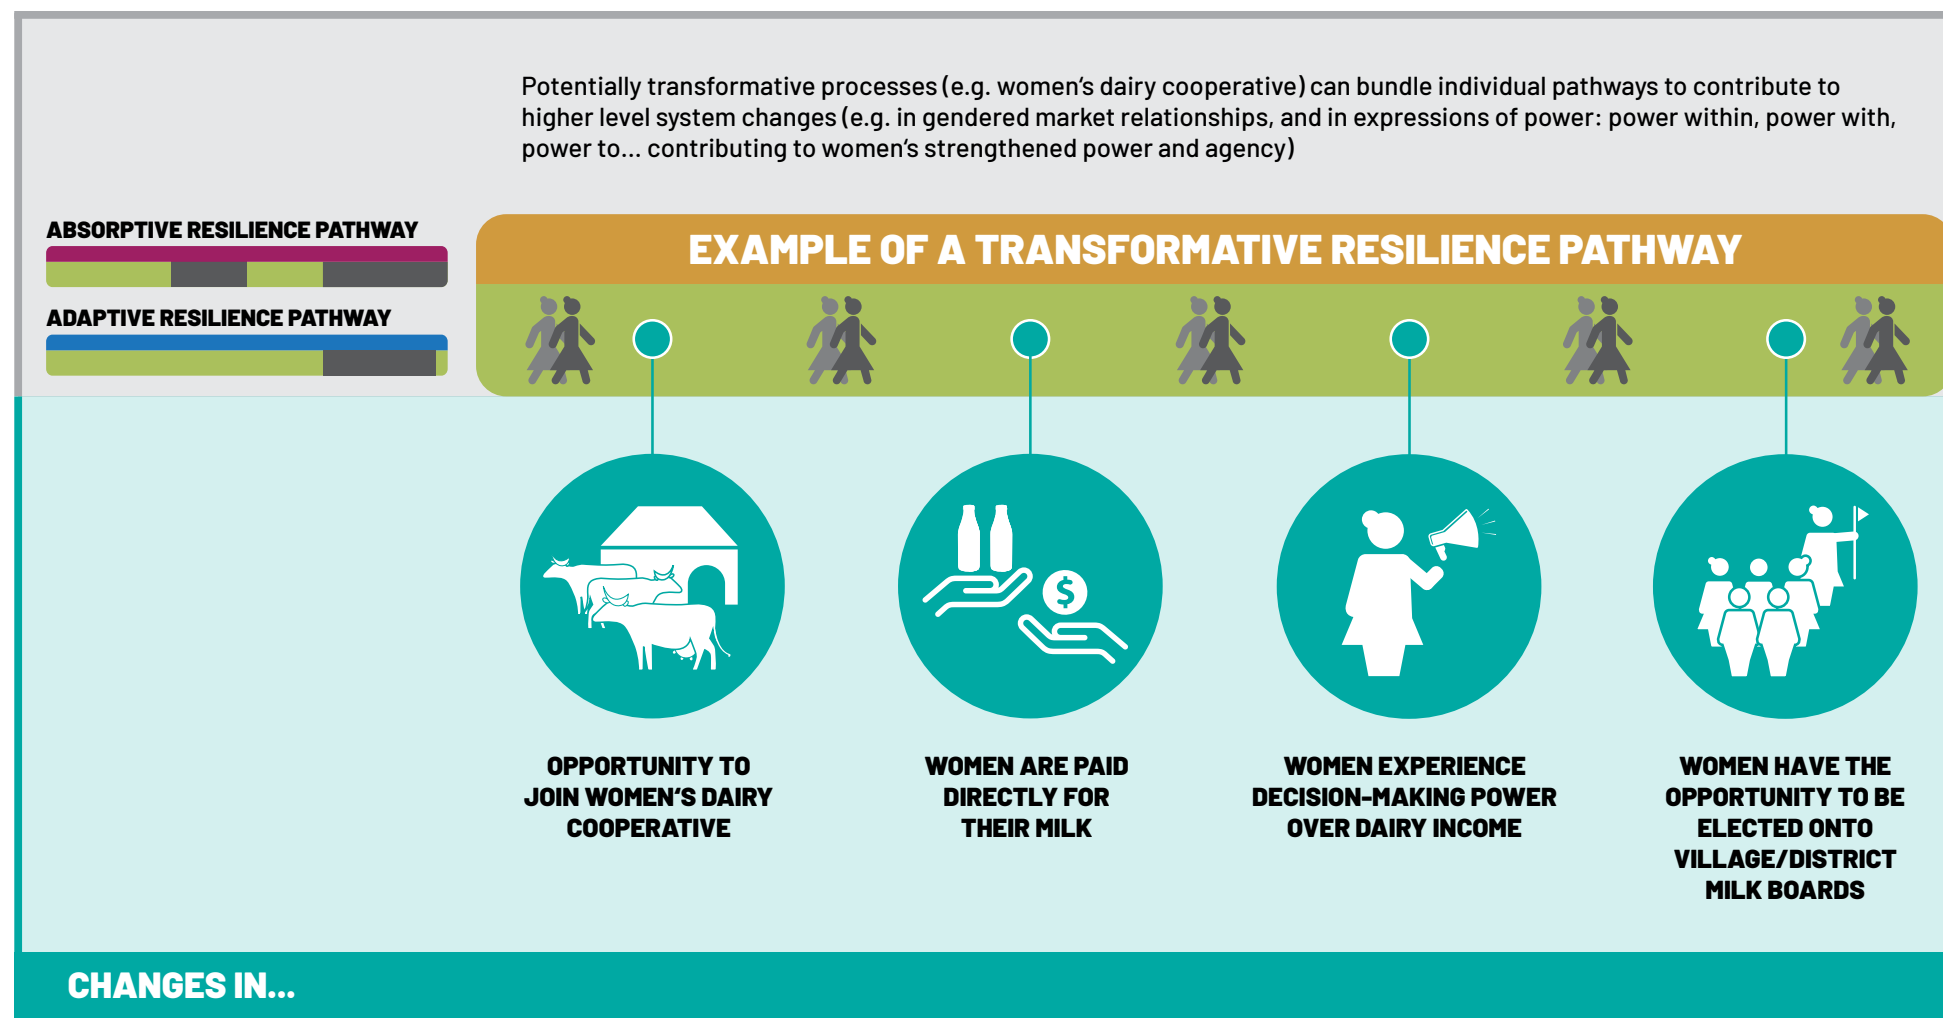 Potentially transformative processes (e.g. women's dairy cooperative) can bundle individual pathways to contribute to
higher level system changes (e.g. in gendered market relationships, and in expressions of power: power within, power with,
power to... contributing to women's strengthened power and agency)
ABSORPTIVE RESILIENCE PATHWAY
ADAPTIVE RESILIENCE PATHWAY
EXAMPLE OF A TRANSFORMATIVE RESILIENCE PATHWAY
$
OPPORTUNITY TO
JOIN WOMEN'S DAIRY
COOPERATIVE
WOMEN ARE PAID
DIRECTLY FOR
THEIR MILK
WOMEN EXPERIENCE
DECISION-MAKING POWER
OVER DAIRY INCOME
WOMEN HAVE THE
OPPORTUNITY TO BE
ELECTED ONTO
VILLAGE/DISTRICT
MILK BOARDS
CHANGES IN...